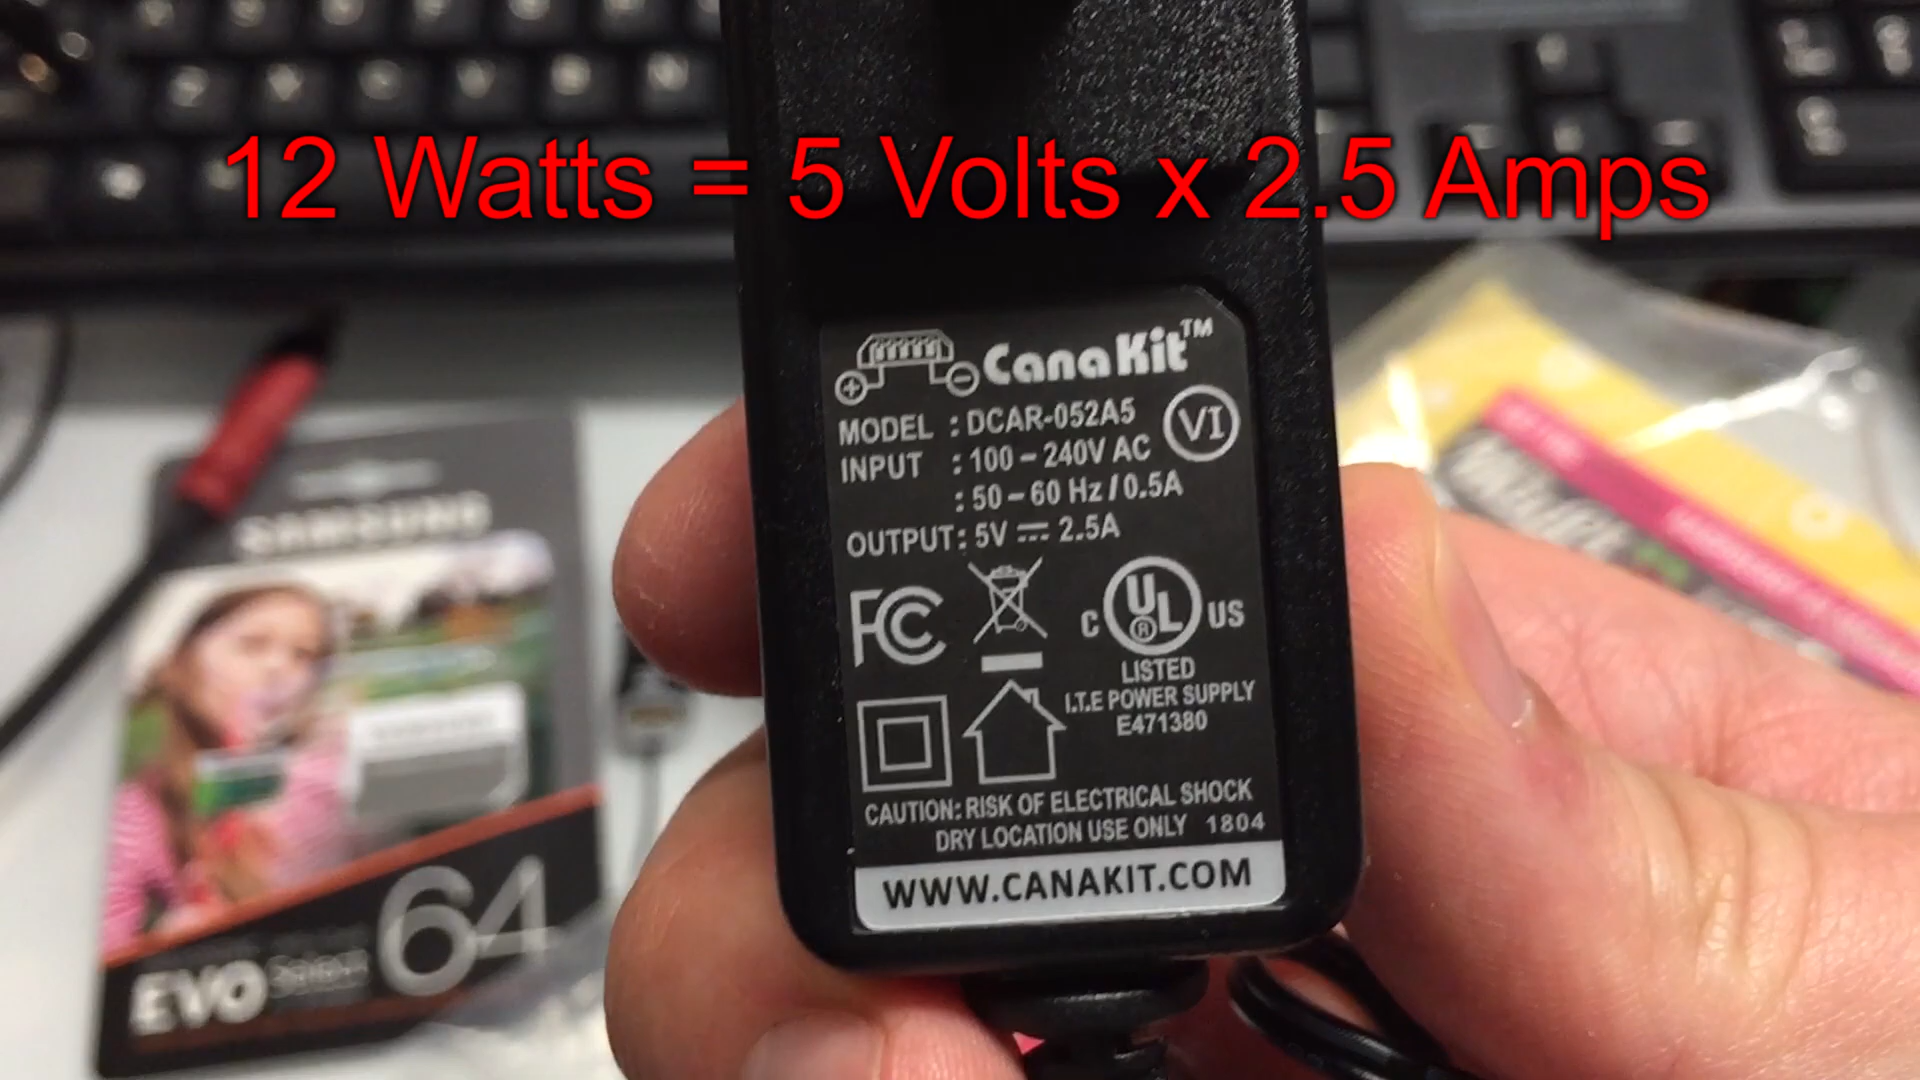 12 Watts = 5 Volts x 2.5 Amps
CanaKit™
MODEL : DCAR-052A5
VI
INPUT : 100 – 240V AC
: 50 – 60 Hz / 0.5A
OUTPUT : 5V ⎓ 2.5A
FC
C UL ® US
LISTED
I.T.E POWER SUPPLY
E471380
CAUTION: RISK OF ELECTRICAL SHOCK
DRY LOCATION USE ONLY 1804
WWW.CANAKIT.COM
SAMSUNG
EVO 64